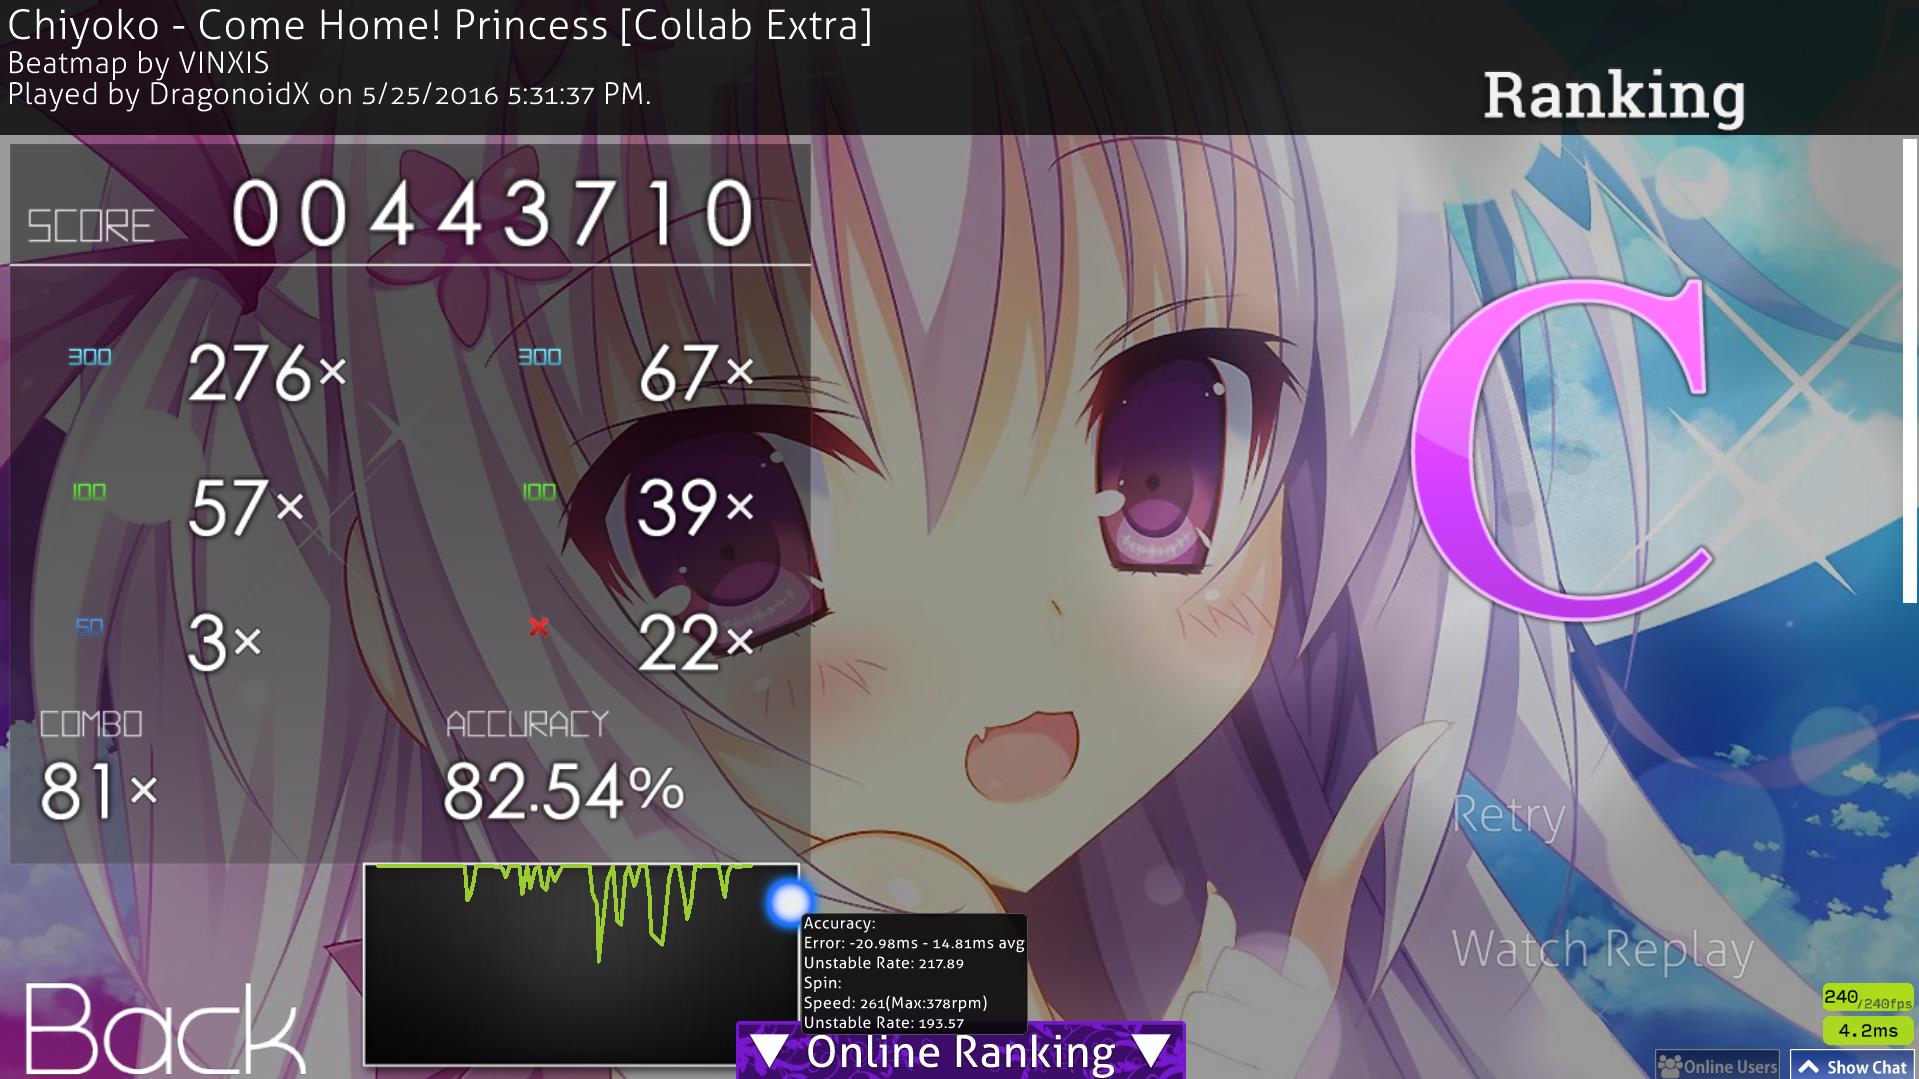 Chiyoko - Come Home! Princess [Collab Extra]
Beatmap by VINXIS
Played by DragonoidX on 5/25/2016 5:31:37 PM.
Ranking
SCORE 00443710
300 276× 300 67×
100 57× 100 39×
50 3× 22×
COMBO ACCURACY
81× 82.54%
Retry
Accuracy:
Error: -20.98ms - 14.81ms avg
Unstable Rate: 217.89
Spin:
Speed: 261(Max:378rpm)
Unstable Rate: 193.57
Watch Replay
Back
Online Ranking
240/240fps
4.2ms
Online Users
Show Chat